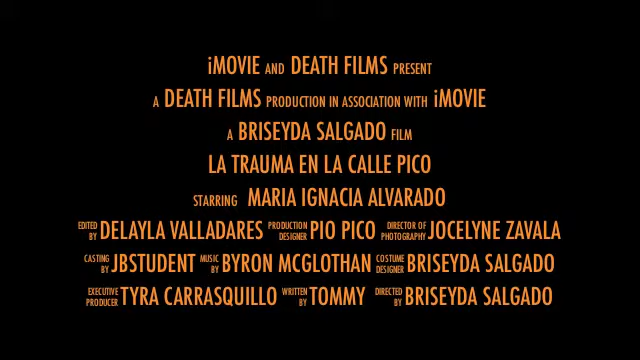 iMOVIE AND DEATH FILMS PRESENT
A DEATH FILMS PRODUCTION IN ASSOCIATION WITH iMOVIE
A BRISEYDA SALGADO FILM
LA TRAUMA EN LA CALLE PICO
STARRING MARIA IGNACIA ALVARADO
EDITED BY DELAYLA VALLADARES PRODUCTION DESIGNER PIO PICO DIRECTOR OF PHOTOGRAPHY JOCELYNE ZAVALA
CASTING BY JBSTUDENT MUSIC BY BYRON MCGLOTHAN COSTUME DESIGNER BRISEYDA SALGADO
EXECUTIVE PRODUCER TYRA CARRASQUILLO WRITTEN BY TOMMY DIRECTED BY BRISEYDA SALGADO